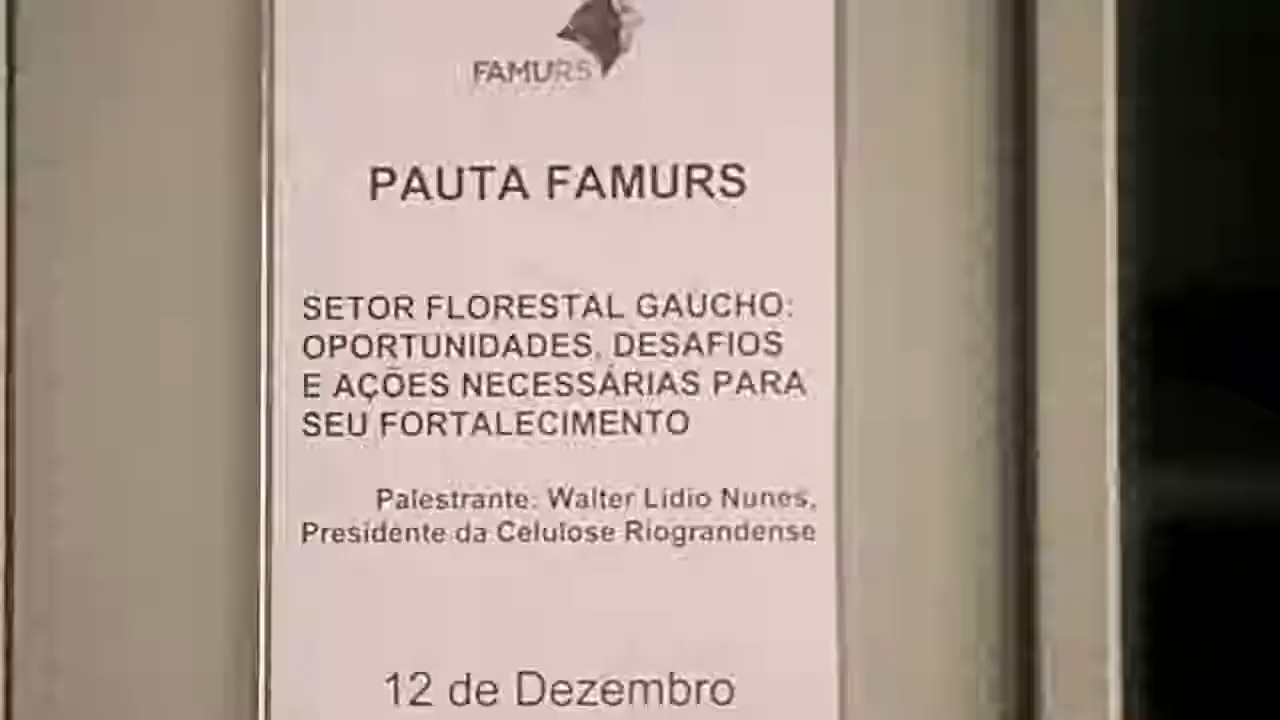 FAMURS
PAUTA FAMURS
SETOR FLORESTAL GAÚCHO:
OPORTUNIDADES, DESAFIOS
E AÇÕES NECESSÁRIAS PARA
SEU FORTALECIMENTO
Palestrante: Walter Lídio Nunes,
Presidente da Celulose Riograndense
12 de Dezembro